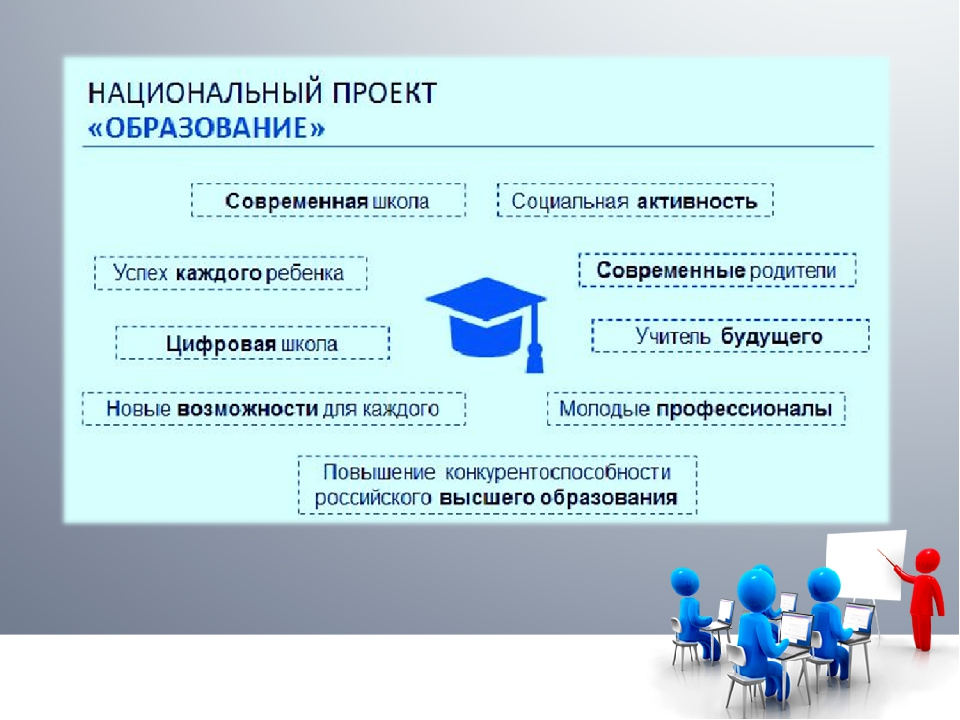 НАЦИОНАЛЬНЫЙ ПРОЕКТ
«ОБРАЗОВАНИЕ»
Современная школа
Социальная активность
Успех каждого ребенка
Современные родители
Цифровая школа
Учитель будущего
Новые возможности для каждого
Молодые профессионалы
Повышение конкурентоспособности
российского высшего образования